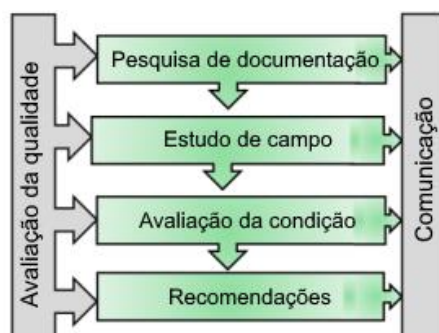 Avaliação da qualidade
Pesquisa de documentação
Estudo de campo
Avaliação da condição
Recomendações
Comunicação